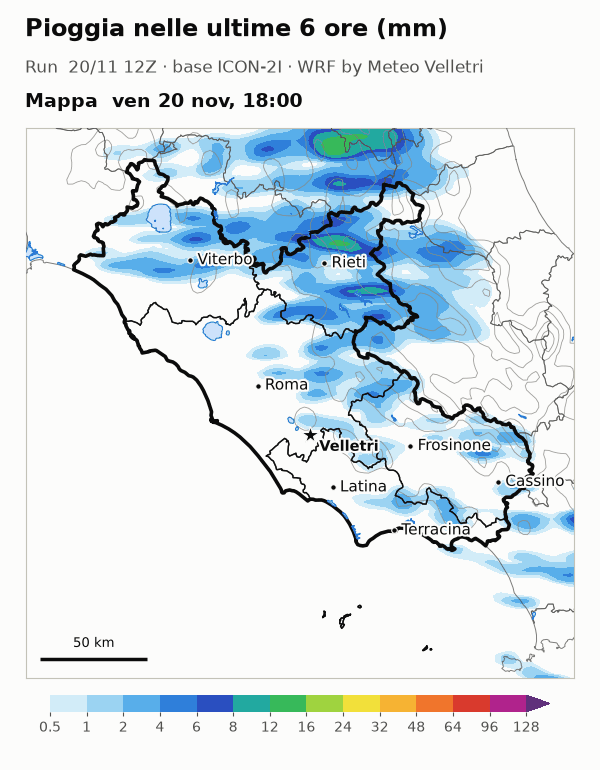 Pioggia nelle ultime 6 ore (mm)
Run  20/11 12Z · base ICON-2I · WRF by Meteo Velletri
Mappa  ven 20 nov, 18:00
Viterbo
Rieti
Roma
Velletri
Frosinone
Latina
Cassino
Terracina
50 km
0.5 1 2 4 6 8 12 16 24 32 48 64 96 128